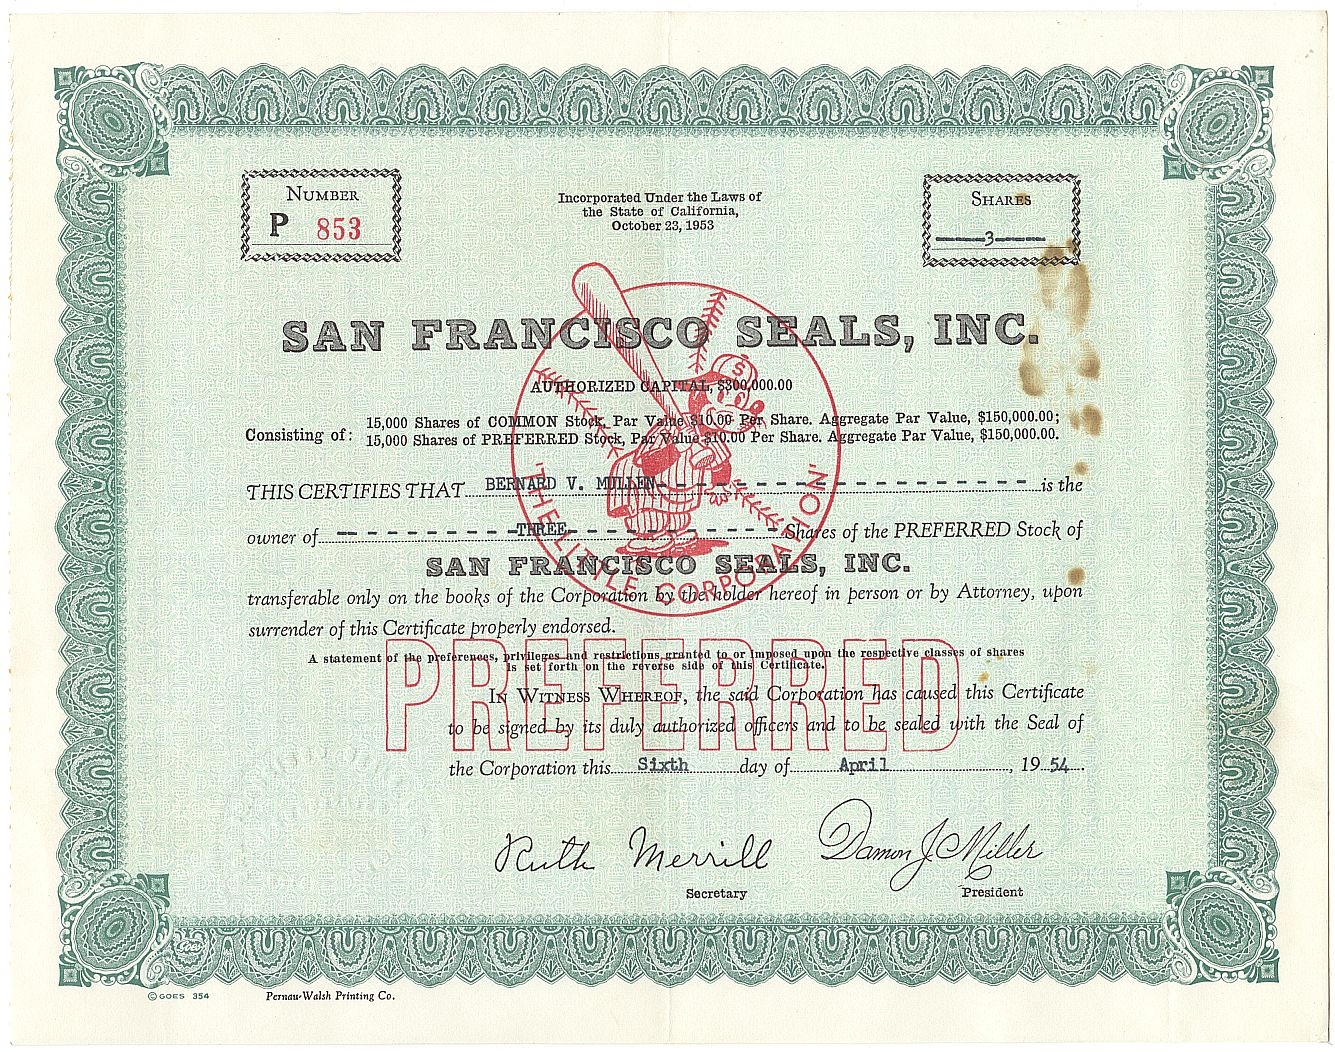 NUMBER
P 853
Incorporated Under the Laws of
the State of California,
October 23, 1953
SHARES
3
SAN FRANCISCO SEALS, INC.
S
AUTHORIZED CAPITAL, $300,000.00
Consisting of:
15,000 Shares of COMMON Stock, Par Value $10.00 Per Share. Aggregate Par Value, $150,000.00;
15,000 Shares of PREFERRED Stock, Par Value $10.00 Per Share. Aggregate Par Value, $150,000.00.
THIS CERTIFIES THAT BERNARD V. MULLEN is the
owner of THREE Shares of the PREFERRED Stock of
'THE LITTLE CORPORATION'
SAN FRANCISCO SEALS, INC.
transferable only on the books of the Corporation by the holder hereof in person or by Attorney, upon
surrender of this Certificate properly endorsed.
PREFERRED
A statement of the preferences, privileges and restrictions granted to or imposed upon the respective classes of shares
is set forth on the reverse side of this Certificate.
IN WITNESS WHEREOF, the said Corporation has caused this Certificate
to be signed by its duly authorized officers and to be sealed with the Seal of
the Corporation this Sixth day of April, 1954.
Ruth Merrill
Secretary
Damon J Miller
President
Goes
© GOES 354
Pernau-Walsh Printing Co.